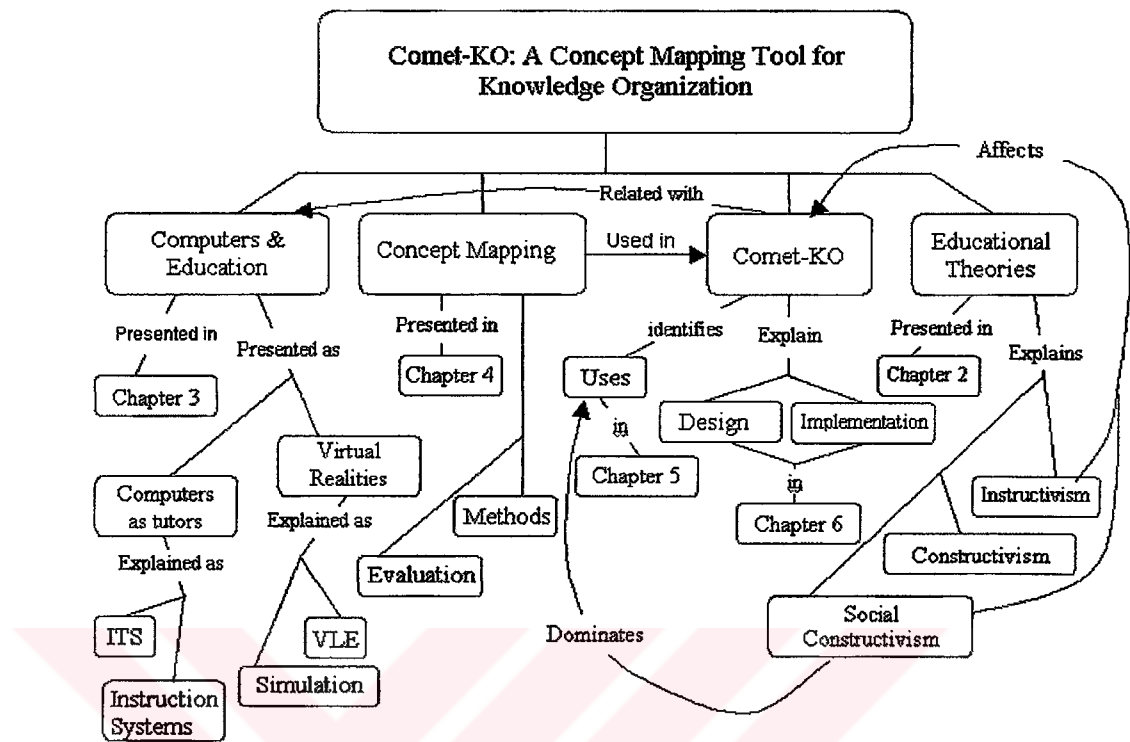 Comet-KO: A Concept Mapping Tool for
Knowledge Organization
Affects
Related with
Computers &
Education
Concept Mapping
Used in
Comet-KO
Educational
Theories
Presented in
Presented as
Presented in
identifies
Explain
Presented in
Explains
Chapter 3
Chapter 4
Uses
Chapter 2
Design
Implementation
in
Virtual
Realities
Chapter 5
in
Computers
as tutors
Methods
Chapter 6
Instructivism
Explained as
Explained as
Evaluation
Constructivism
ITS
VLE
Dominates
Social
Constructivism
Simulation
Instruction
Systems